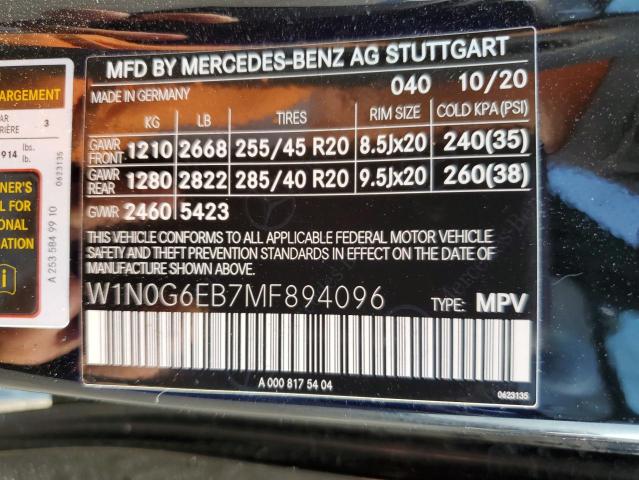 MFD BY MERCEDES-BENZ AG STUTTGART
MADE IN GERMANY 040 10/20
KG LB TIRES RIM SIZE COLD KPA(PSI)
GAWR FRONT 1210 2668 255/45 R20 8.5Jx20 240(35)
GAWR REAR 1280 2822 285/40 R20 9.5Jx20 260(38)
GVWR 2460 5423
THIS VEHICLE CONFORMS TO ALL APPLICABLE FEDERAL MOTOR VEHICLE
SAFETY AND THEFT PREVENTION STANDARDS IN EFFECT ON THE DATE OF
MANUFACTURE SHOWN ABOVE.
W1N0G6EB7MF894096 TYPE: MPV
A 000 817 54 04
0623135
ARGEMENT
3
914 lbs.
lb.
0623135
A 253 584 99 10